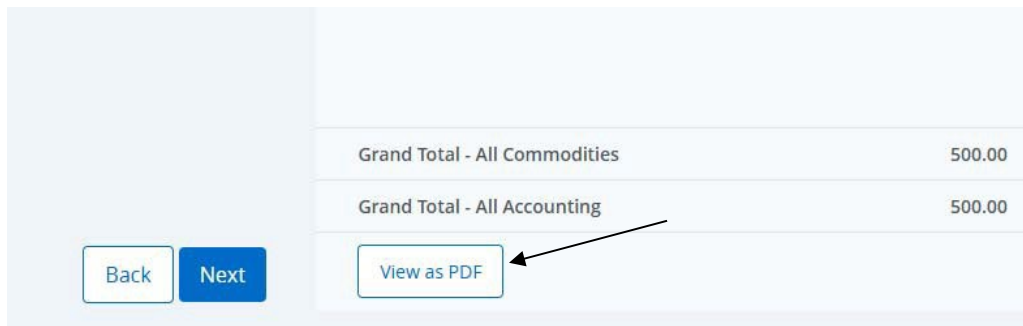 Grand Total - All Commodities 500.00
Grand Total - All Accounting 500.00
Back Next View as PDF